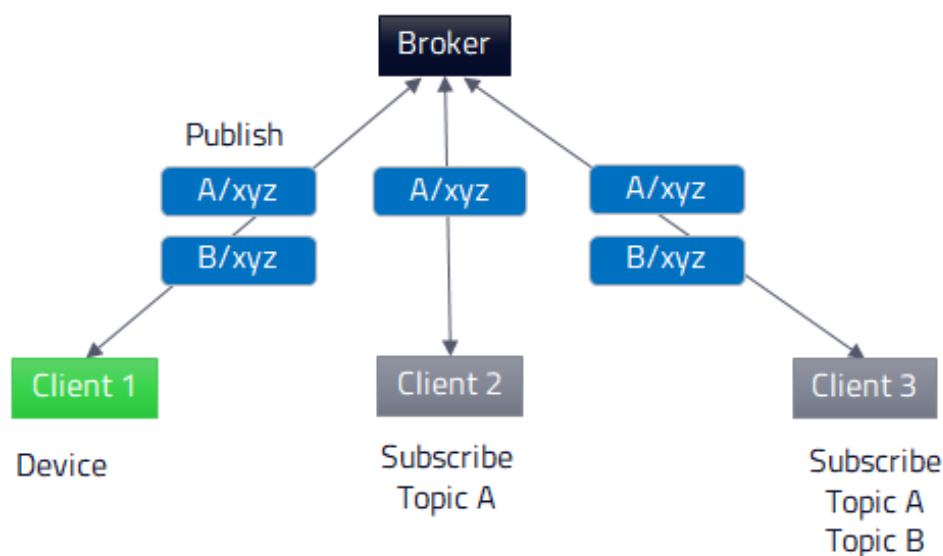 Broker
Publish
A/xyz
A/xyz
A/xyz
B/xyz
B/xyz
Client 1
Client 2
Client 3
Device
Subscribe
Topic A
Subscribe
Topic A
Topic B